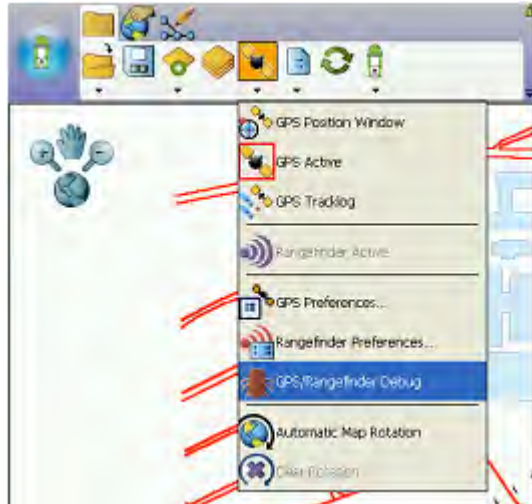 GPS Position Window
GPS Active
GPS Tracklog
Rangefinder Active
GPS Preferences...
Rangefinder Preferences...
GPS/Rangefinder Debug
Automatic Map Rotation
Clear Rotation